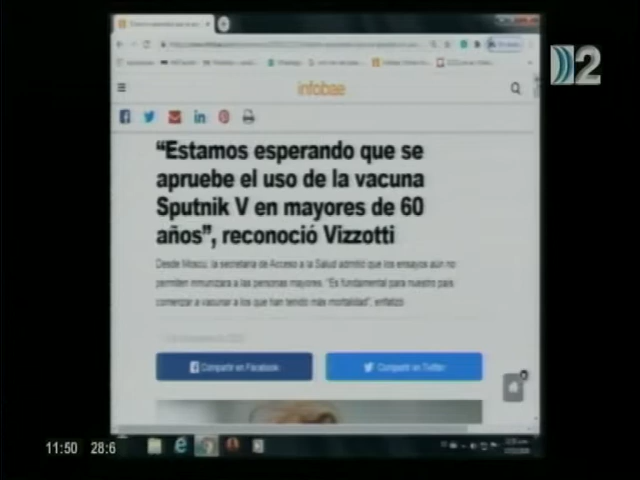 2
infobae
“Estamos esperando que se
apruebe el uso de la vacuna
Sputnik V en mayores de 60
años”, reconoció Vizzotti
Desde Moscú, la secretaria de Acceso a la Salud admitió que los ensayos aún no
permiten inmunizar a las personas mayores. “Es fundamental para nuestro país
comenzar a vacunar a los que han tenido más mortalidad”, enfatizó
Compartir en Facebook
Compartir en Twitter
11:50 28:6